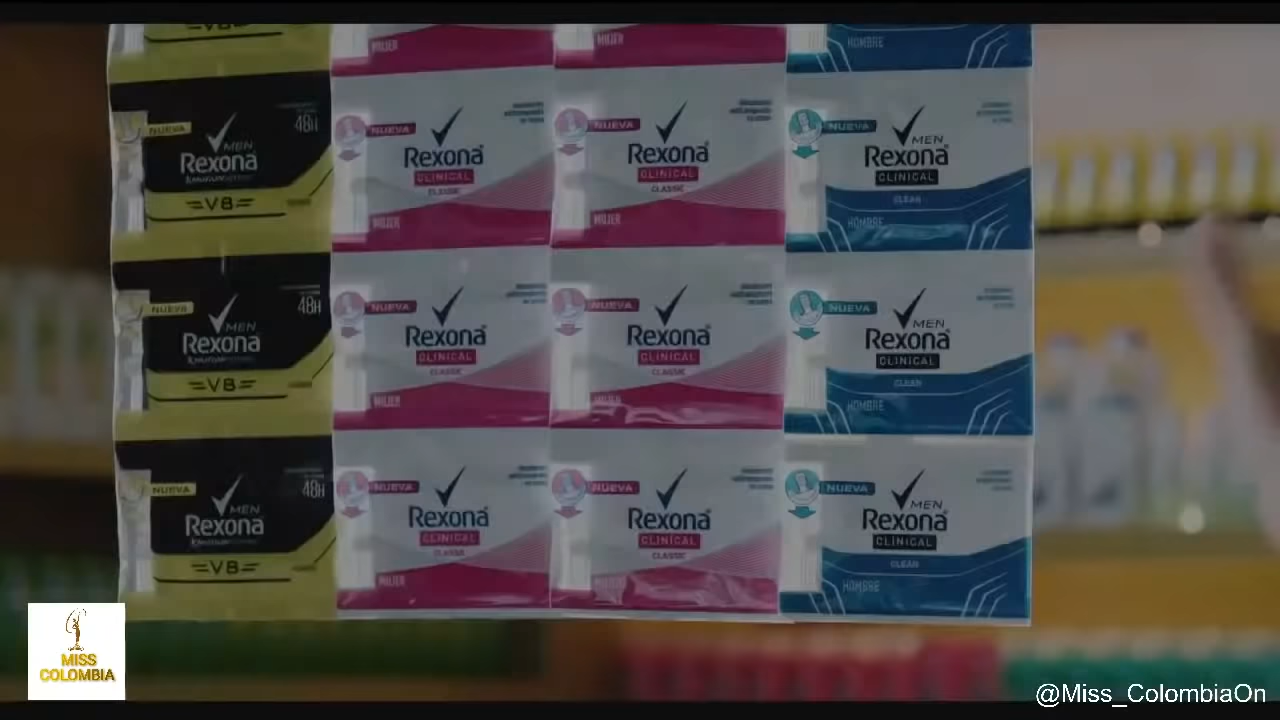 V8
MUJER
MUJER
HOMBRE
NUEVA
48H
MEN
Rexona
V8
NUEVA
Rexona
CLINICAL
CLASSIC
MUJER
NUEVA
Rexona
CLINICAL
CLASSIC
MUJER
NUEVA
MEN
Rexona
CLINICAL
CLEAN
HOMBRE
NUEVA
48H
MEN
Rexona
V8
NUEVA
Rexona
CLINICAL
CLASSIC
MUJER
NUEVA
Rexona
CLINICAL
CLASSIC
MUJER
NUEVA
MEN
Rexona
CLINICAL
CLEAN
HOMBRE
NUEVA
48H
MEN
Rexona
V8
NUEVA
Rexona
CLINICAL
CLASSIC
MUJER
NUEVA
Rexona
CLINICAL
CLASSIC
MUJER
NUEVA
MEN
Rexona
CLINICAL
CLEAN
HOMBRE
MISS
COLOMBIA
@Miss_ColombiaOn